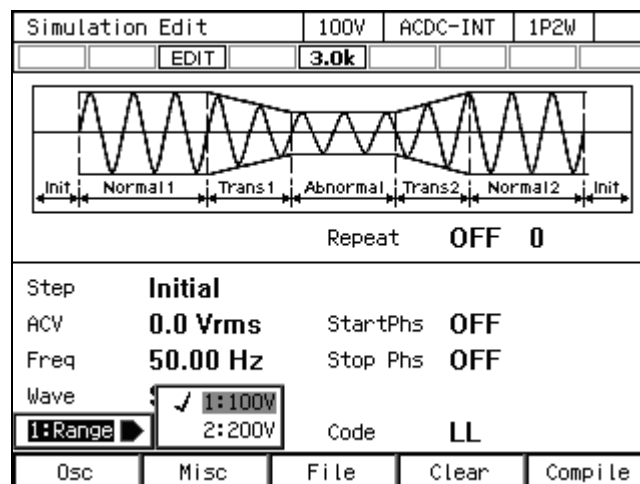 Simulation Edit 100V ACDC-INT 1P2W
EDIT 3.0k
Init Normal1 Trans1 Abnormal Trans2 Normal2 Init
Repeat OFF 0
Step Initial
ACV 0.0 Vrms StartPhs OFF
Freq 50.00 Hz Stop Phs OFF
Wave
✓ 1:100V
1:Range 2:200V Code LL
Osc Misc File Clear Compile